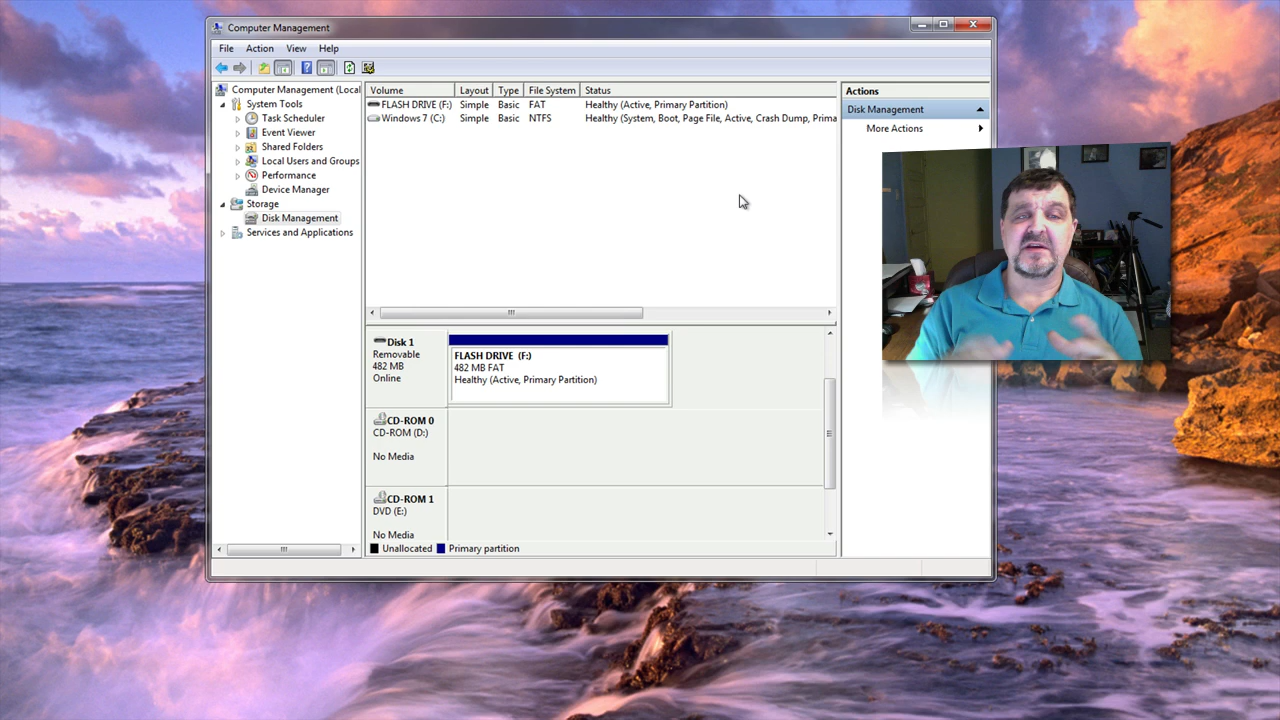 Computer Management
File Action View Help
Computer Management (Local
System Tools
Task Scheduler
Event Viewer
Shared Folders
Local Users and Groups
Performance
Device Manager
Storage
Disk Management
Services and Applications
Volume Layout Type File System Status
FLASH DRIVE (F:) Simple Basic FAT Healthy (Active, Primary Partition)
Windows 7 (C:) Simple Basic NTFS Healthy (System, Boot, Page File, Active, Crash Dump, Prima
Disk 1
Removable
482 MB
Online
FLASH DRIVE (F:)
482 MB FAT
Healthy (Active, Primary Partition)
CD-ROM 0
CD-ROM (D:)
No Media
CD-ROM 1
DVD (E:)
No Media
Unallocated Primary partition
Actions
Disk Management
More Actions